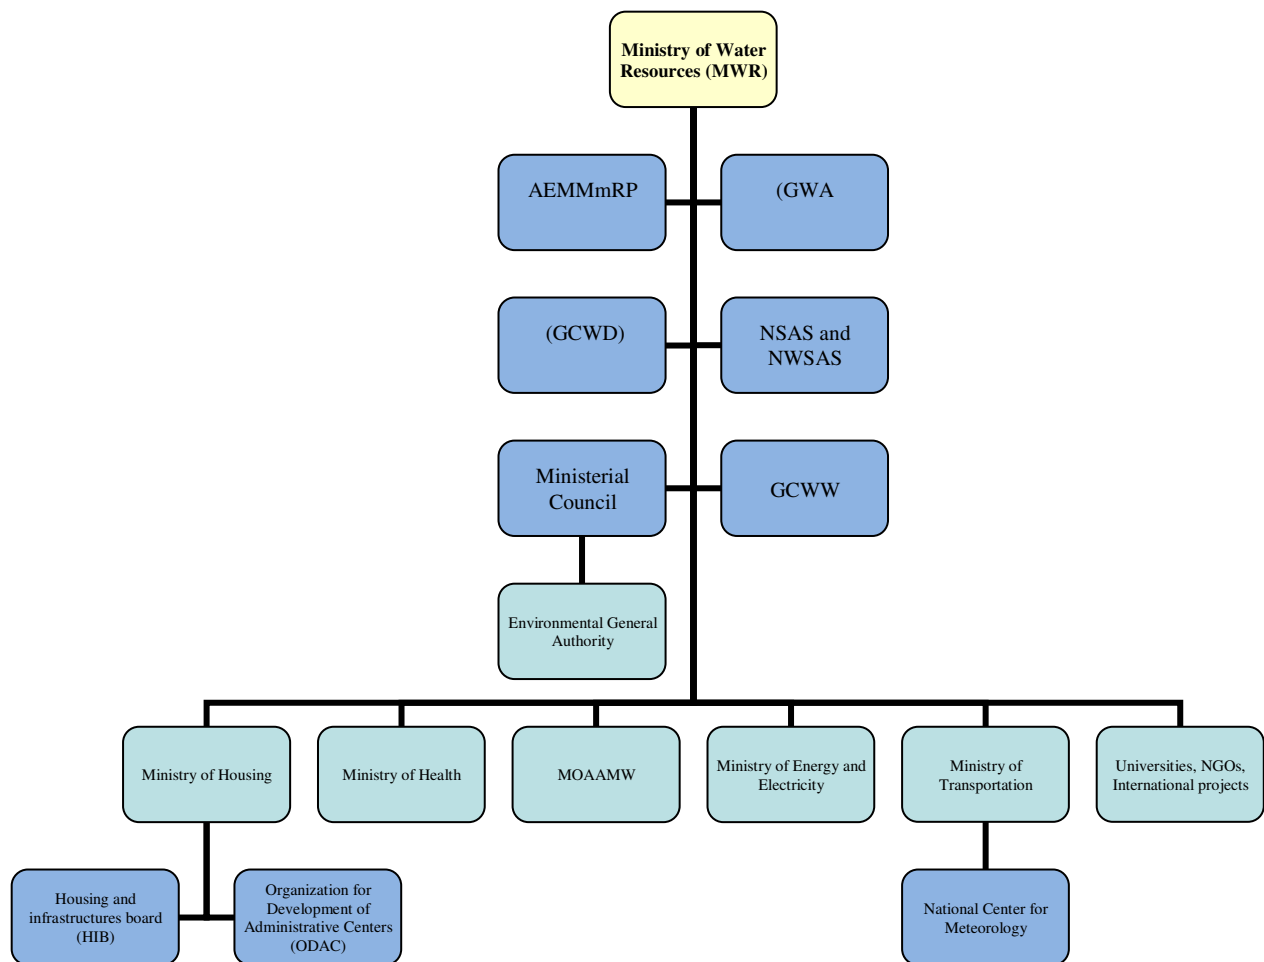 Ministry of Water
Resources (MWR)
AEMMmRP
(GWA
(GCWD)
NSAS and
NWSAS
Ministerial
Council
GCWW
Environmental General
Authority
Ministry of Housing
Ministry of Health
MOAAMW
Ministry of Energy and
Electricity
Ministry of
Transportation
Universities, NGOs,
International projects
Housing and
infrastructures board
(HIB)
Organization for
Development of
Administrative Centers
(ODAC)
National Center for
Meteorology